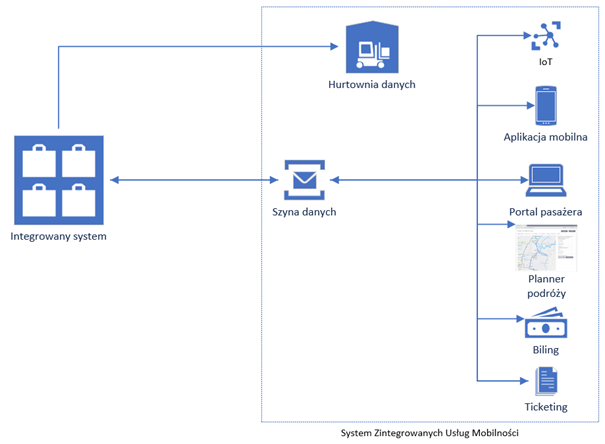 Hurtownia danych
IoT
Aplikacja mobilna
Integrowany system
Szyna danych
Portal pasażera
Planner
podróży
Biling
Ticketing
System Zintegrowanych Usług Mobilności